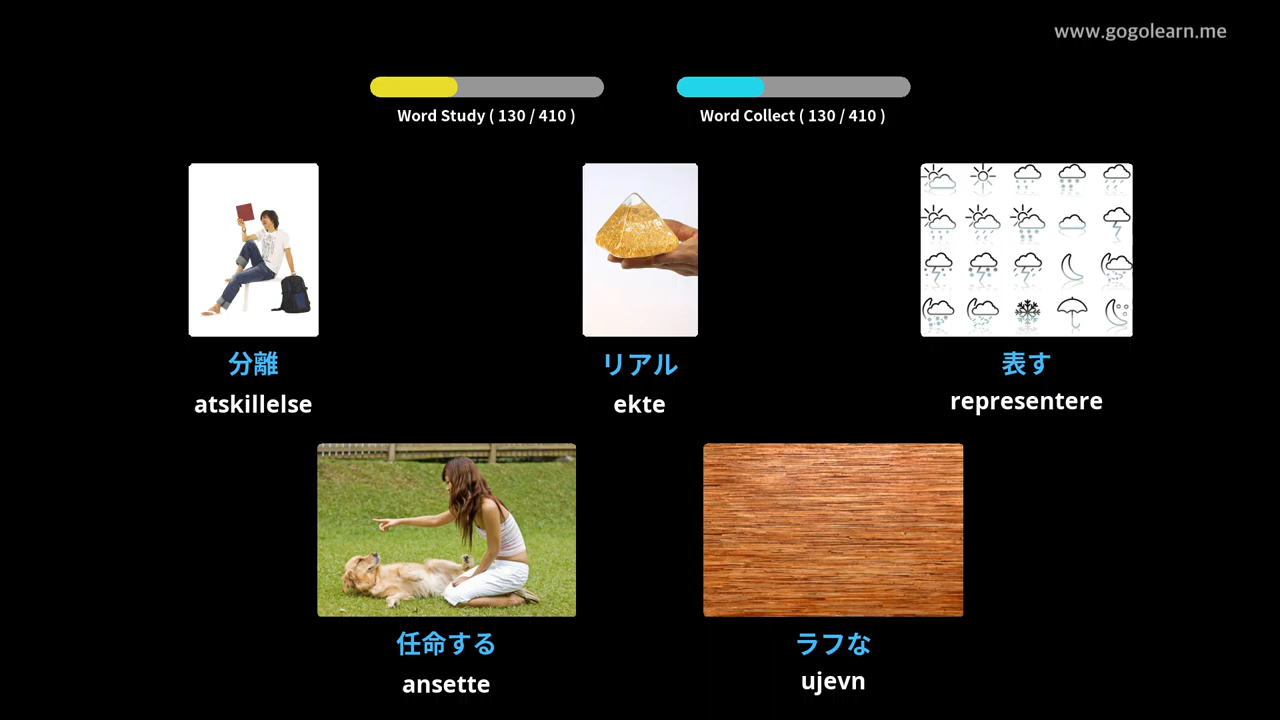 www.gogolearn.me
Word Study ( 130 / 410 )
Word Collect ( 130 / 410 )
分離
atskillelse
リアル
ekte
表す
representere
任命する
ansette
ラフな
ujevn